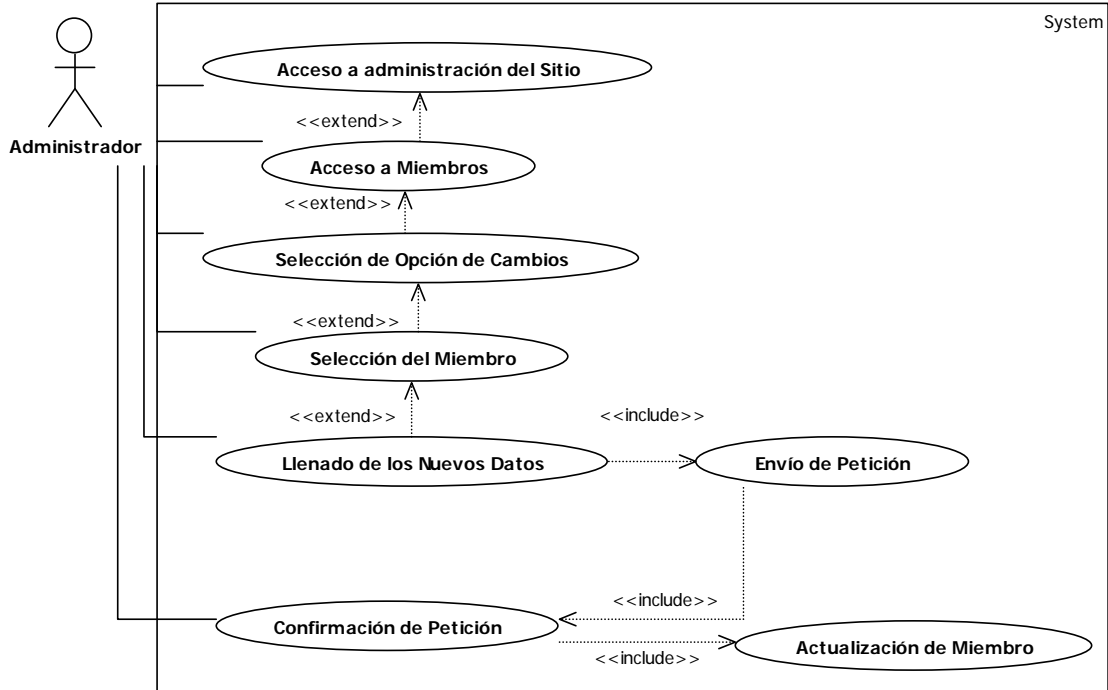 System
Acceso a administración del Sitio
<<extend>>
Administrador
Acceso a Miembros
<<extend>>
Selección de Opción de Cambios
<<extend>>
Selección del Miembro
<<extend>>
<<include>>
Llenado de los Nuevos Datos
Envío de Petición
<<include>>
Confirmación de Petición
Actualización de Miembro
<<include>>